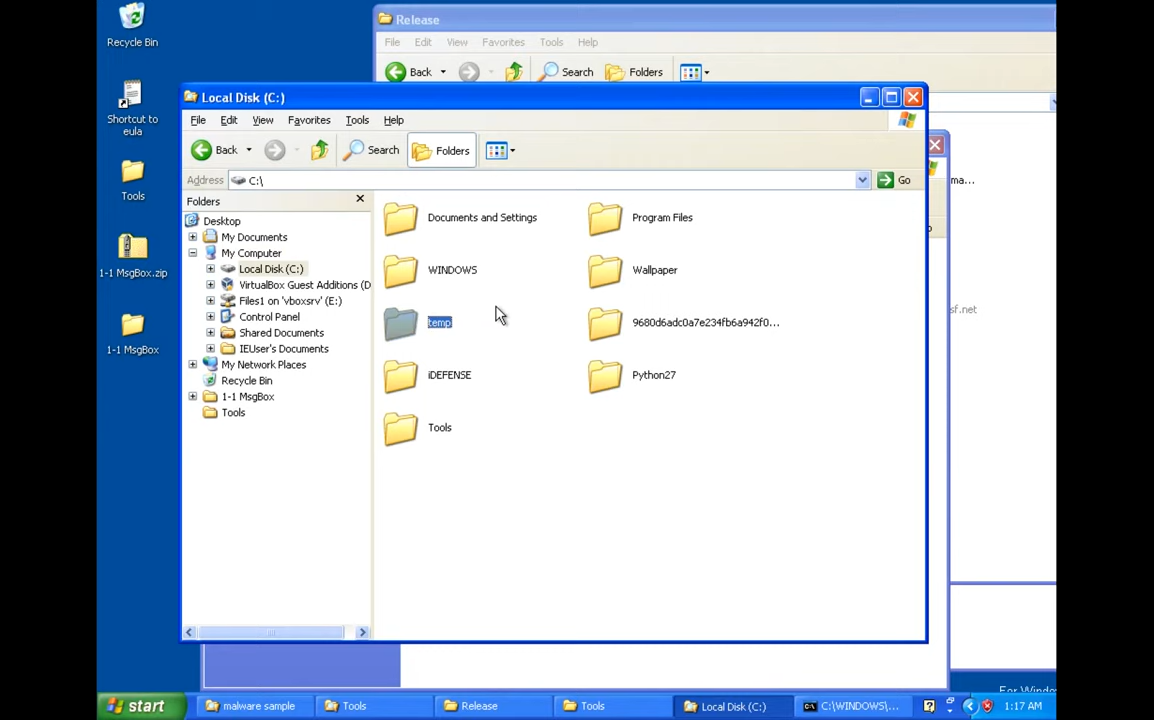 Recycle Bin
Shortcut to
eula
Tools
1-1 MsgBox.zip
1-1 MsgBox
Release
File Edit View Favorites Tools Help
Back Search Folders
Local Disk (C:)
File Edit View Favorites Tools Help
Back Search Folders
Address C:\ Go
Folders
Desktop
My Documents
My Computer
Local Disk (C:)
VirtualBox Guest Additions (D
Files1 on 'vboxsrv' (E:)
Control Panel
Shared Documents
IEUser's Documents
My Network Places
Recycle Bin
1-1 MsgBox
Tools
Documents and Settings Program Files
WINDOWS Wallpaper
temp 9680d6adc0a7e234fb6a942f0...
iDEFENSE Python27
Tools
ma...
sf.net
For Windo
start malware sample Tools Release Tools Local Disk (C:) C:\WINDOWS\... 1:17 AM